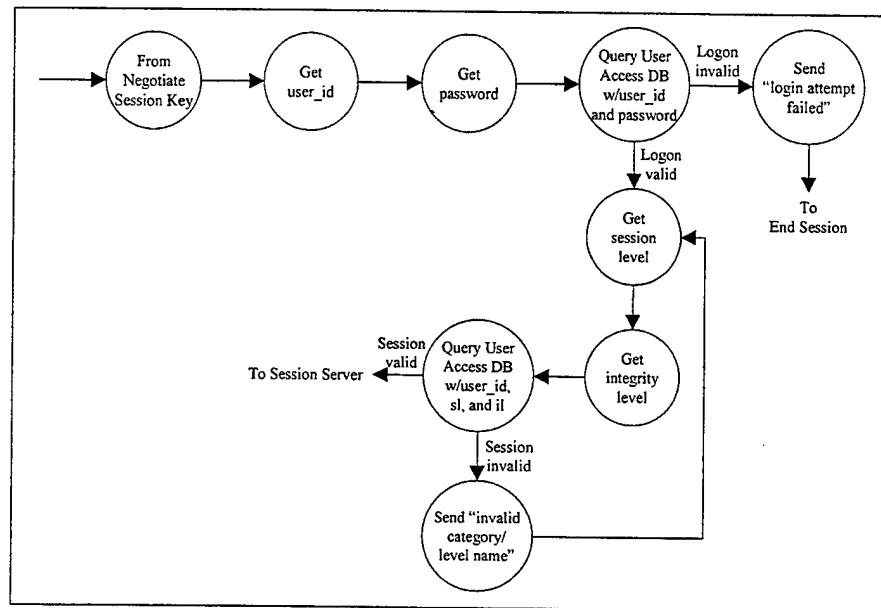 From
Negotiate
Session Key
Get
user_id
Get
password
Query User
Access DB
w/user_id
and password
Logon
invalid
Send
"login attempt
failed"
Logon
valid
To
End Session
Get
session
level
Get
integrity
level
Query User
Access DB
w/user_id,
sl, and il
Session
valid
To Session Server
Session
invalid
Send "invalid
category/
level name"